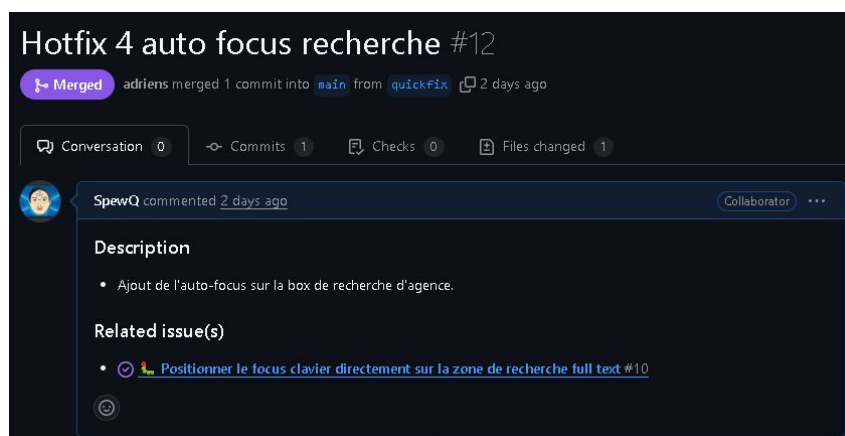 Hotfix 4 auto focus recherche #12
Merged adriens merged 1 commit into main from quickfix 2 days ago
Conversation 0 Commits 1 Checks 0 Files changed 1
SpewQ commented 2 days ago Collaborator ...
Description
• Ajout de l'auto-focus sur la box de recherche d'agence.
Related issue(s)
• 🐛 Positionner le focus clavier directement sur la zone de recherche full text #10